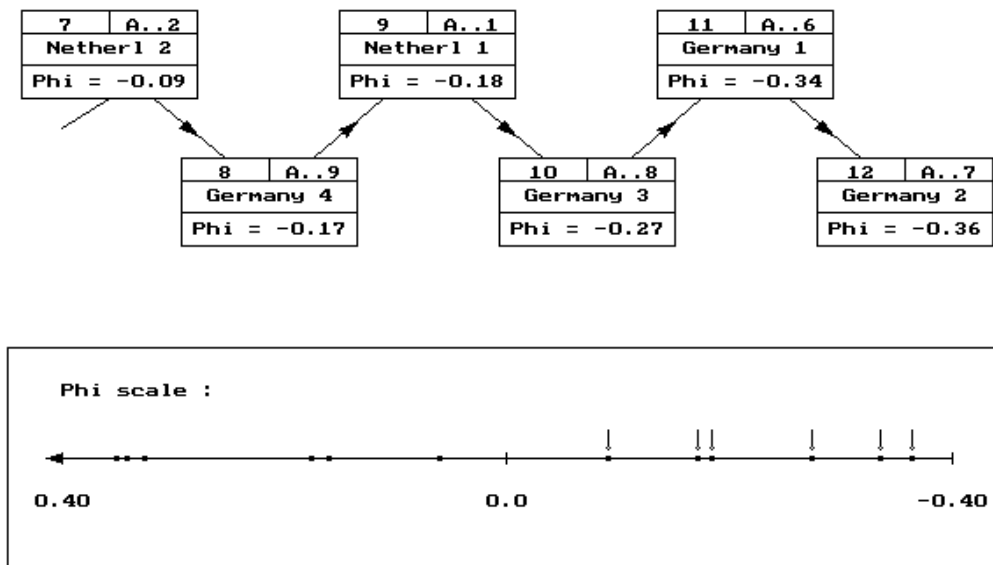 7 A..2
Netherl 2
Phi = -0.09
9 A..1
Netherl 1
Phi = -0.18
11 A..6
Germany 1
Phi = -0.34
8 A..9
Germany 4
Phi = -0.17
10 A..8
Germany 3
Phi = -0.27
12 A..7
Germany 2
Phi = -0.36
Phi scale :
0.40 0.0 -0.40